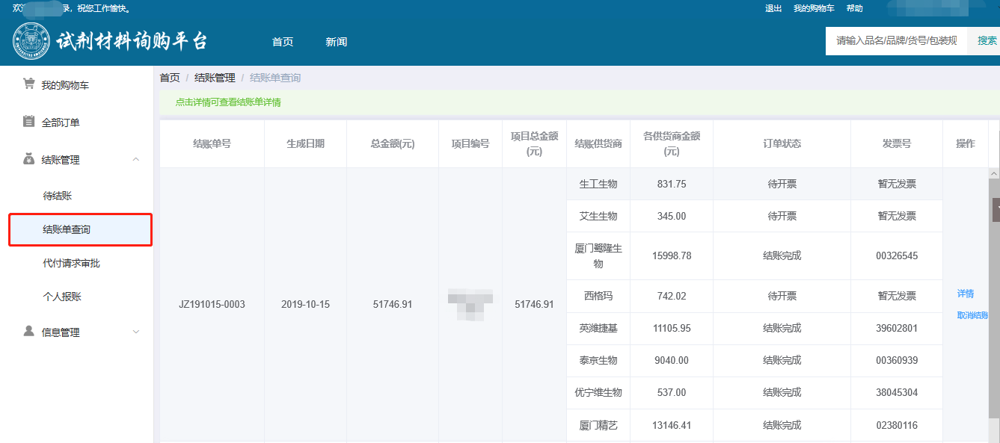 欢
录，祝您工作愉快。
退出 我的购物车 帮助
试剂材料询购平台
首页 新闻
请输入品名/品牌/货号/包装规
搜索
我的购物车
全部订单
结账管理
待结账
结账单查询
代付请求审批
个人报账
信息管理
首页 / 结账管理 / 结账单查询
点击详情可查看结账单详情
结账单号 生成日期 总金额(元) 项目编号 项目总金额(元) 结账供货商 各供货商金额(元) 订单状态 发票号 操作
JZ191015-0003 2019-10-15 51746.91 51746.91
生工生物 831.75 待开票 暂无发票
艾生生物 345.00 待开票 暂无发票
厦门鹭隆生物 15998.78 结账完成 00326545
西格玛 742.02 待开票 暂无发票
英潍捷基 11105.95 结账完成 39602801
泰京生物 9040.00 结账完成 00360939
优宁维生物 537.00 结账完成 38045304
厦门精艺 13146.41 结账完成 02380116
详情
取消结账